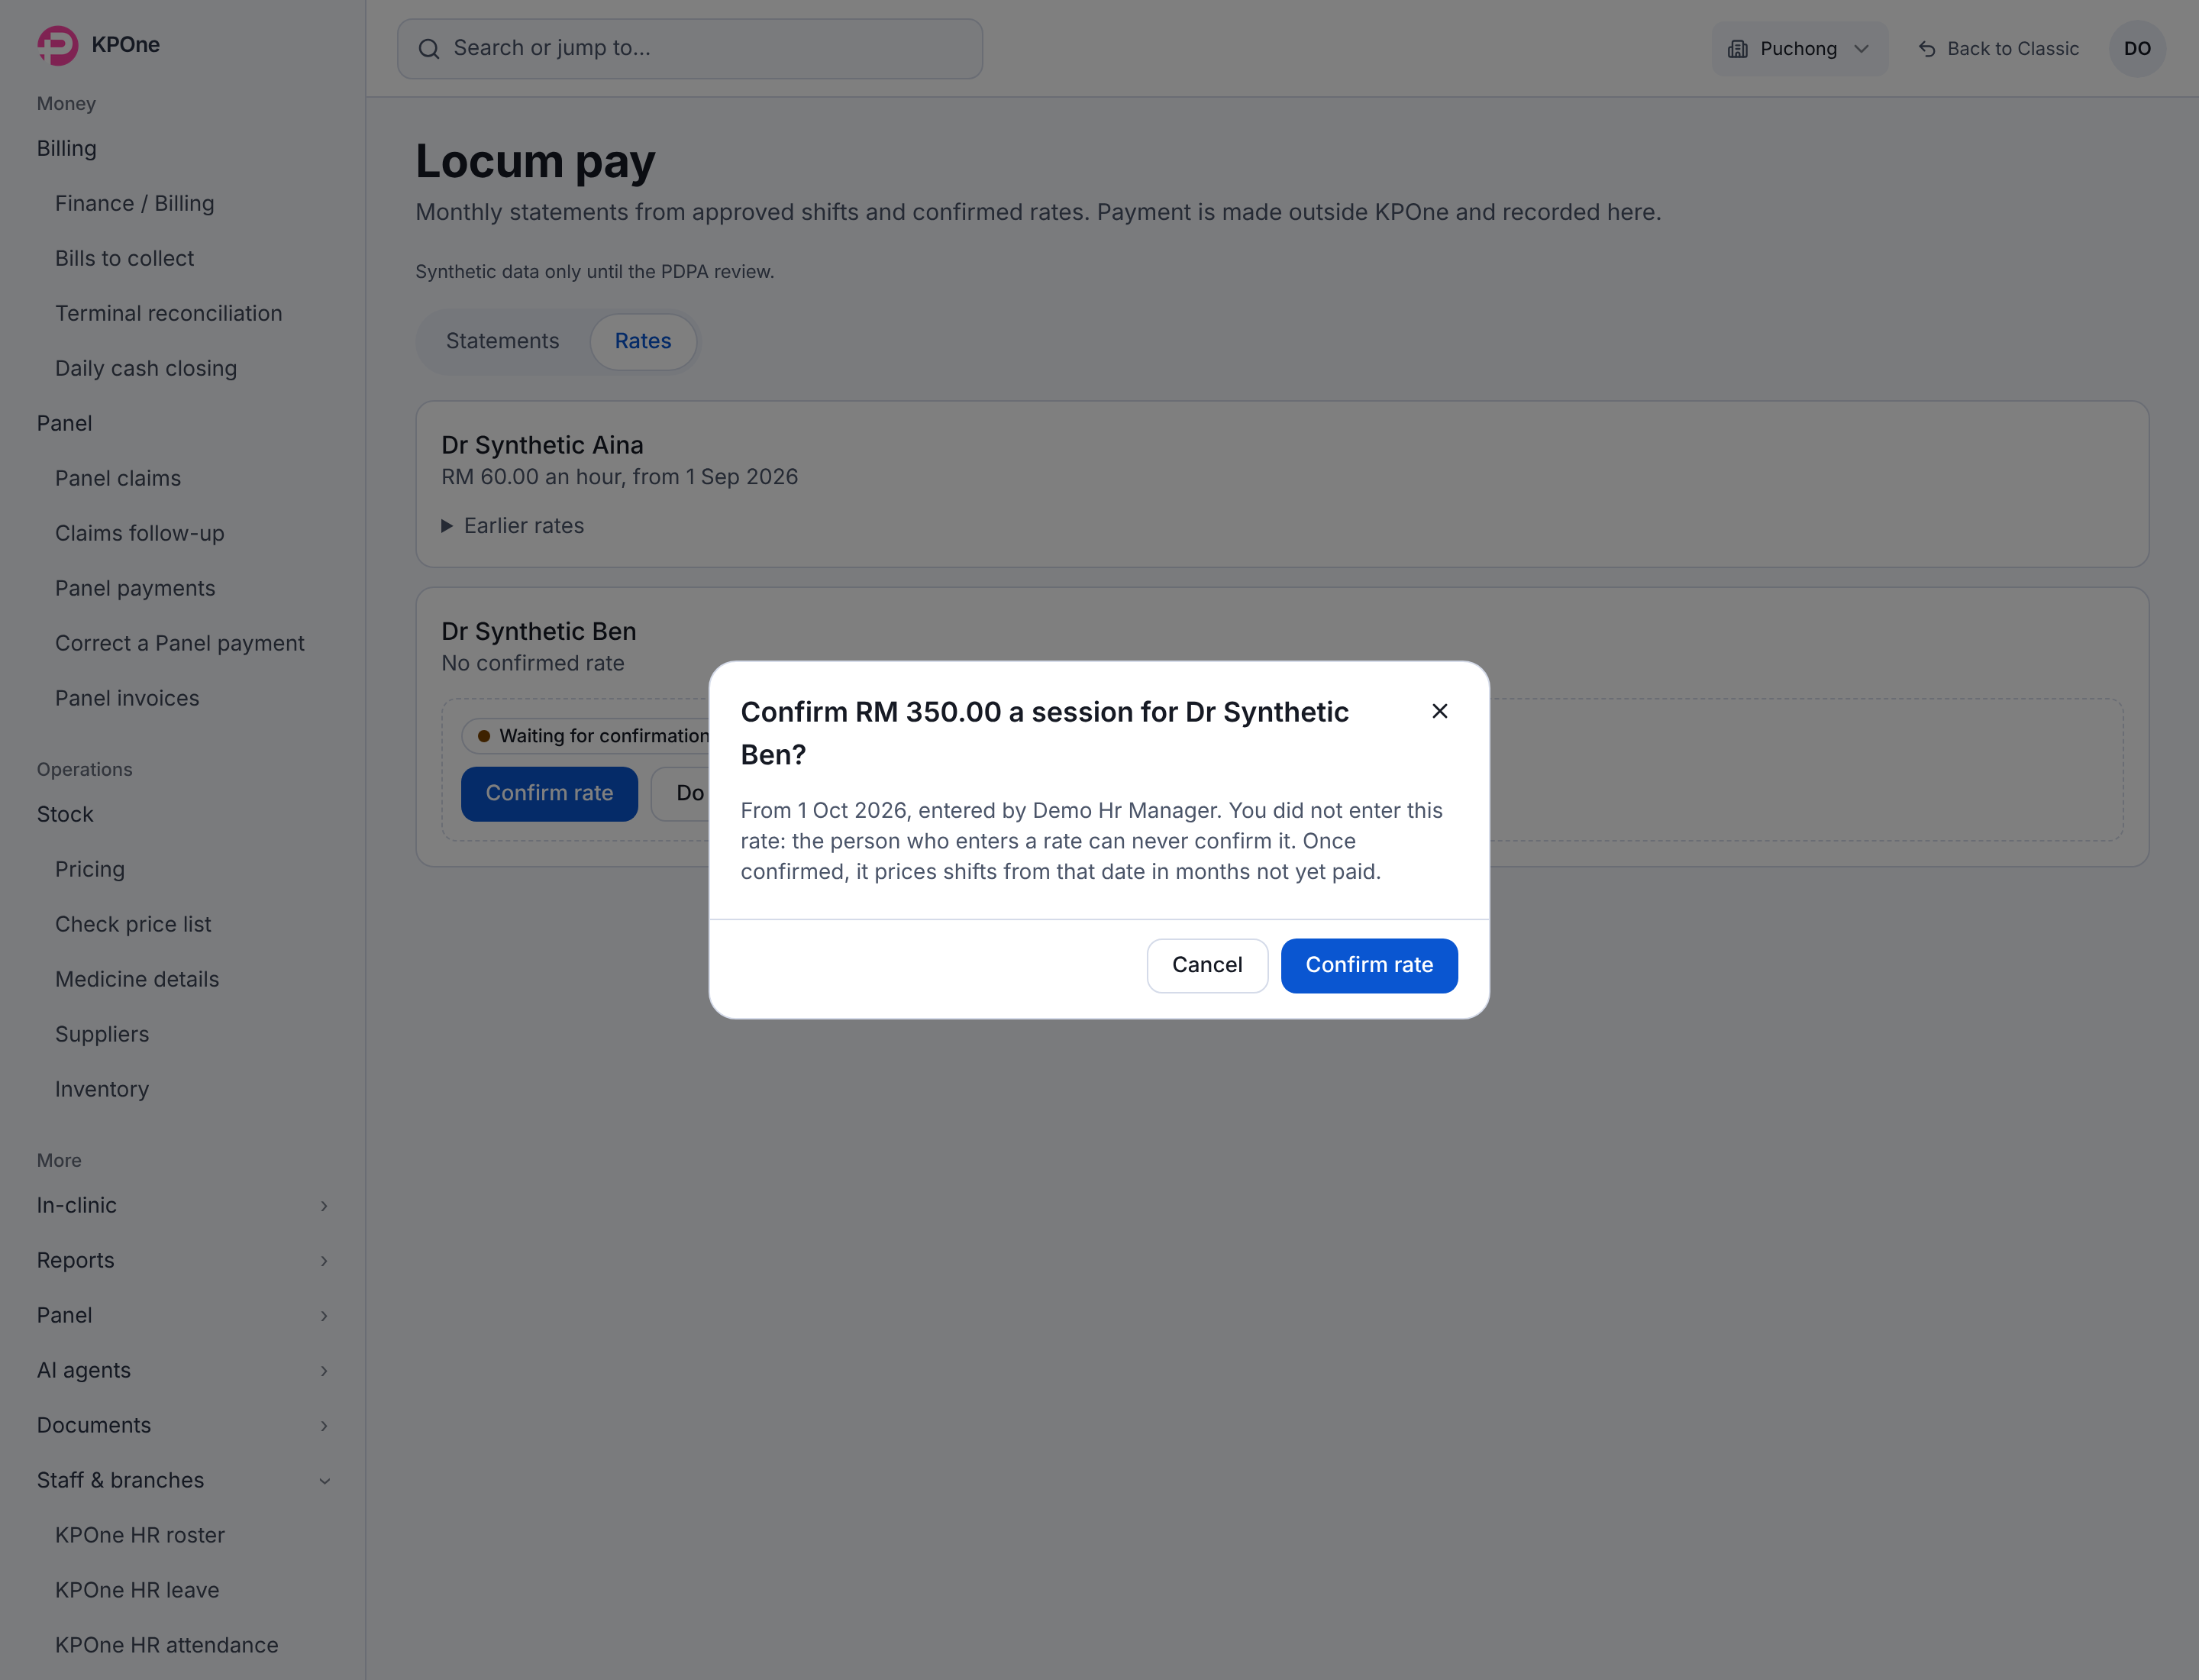 KPOne
Money
Billing
Finance / Billing
Bills to collect
Terminal reconciliation
Daily cash closing
Panel
Panel claims
Claims follow-up
Panel payments
Correct a Panel payment
Panel invoices
Operations
Stock
Pricing
Check price list
Medicine details
Suppliers
Inventory
More
In-clinic
Reports
Panel
AI agents
Documents
Staff & branches
KPOne HR roster
KPOne HR leave
KPOne HR attendance
Search or jump to...
Puchong
Back to Classic
DO
Locum pay
Monthly statements from approved shifts and confirmed rates. Payment is made outside KPOne and recorded here.
Synthetic data only until the PDPA review.
Statements
Rates
Dr Synthetic Aina
RM 60.00 an hour, from 1 Sep 2026
Earlier rates
Dr Synthetic Ben
No confirmed rate
Waiting for confirmation
Confirm rate
Do
Confirm RM 350.00 a session for Dr Synthetic
Ben?
From 1 Oct 2026, entered by Demo Hr Manager. You did not enter this
rate: the person who enters a rate can never confirm it. Once
confirmed, it prices shifts from that date in months not yet paid.
Cancel
Confirm rate